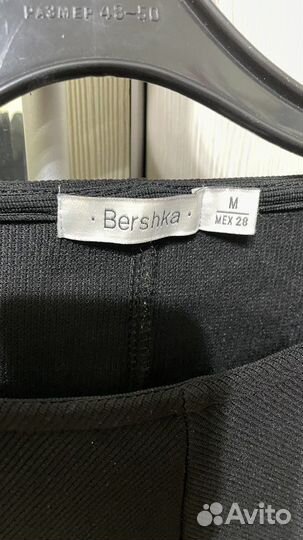 РАЗМЕР 48-50
· Bershka ·
M
MEX 28
Avito